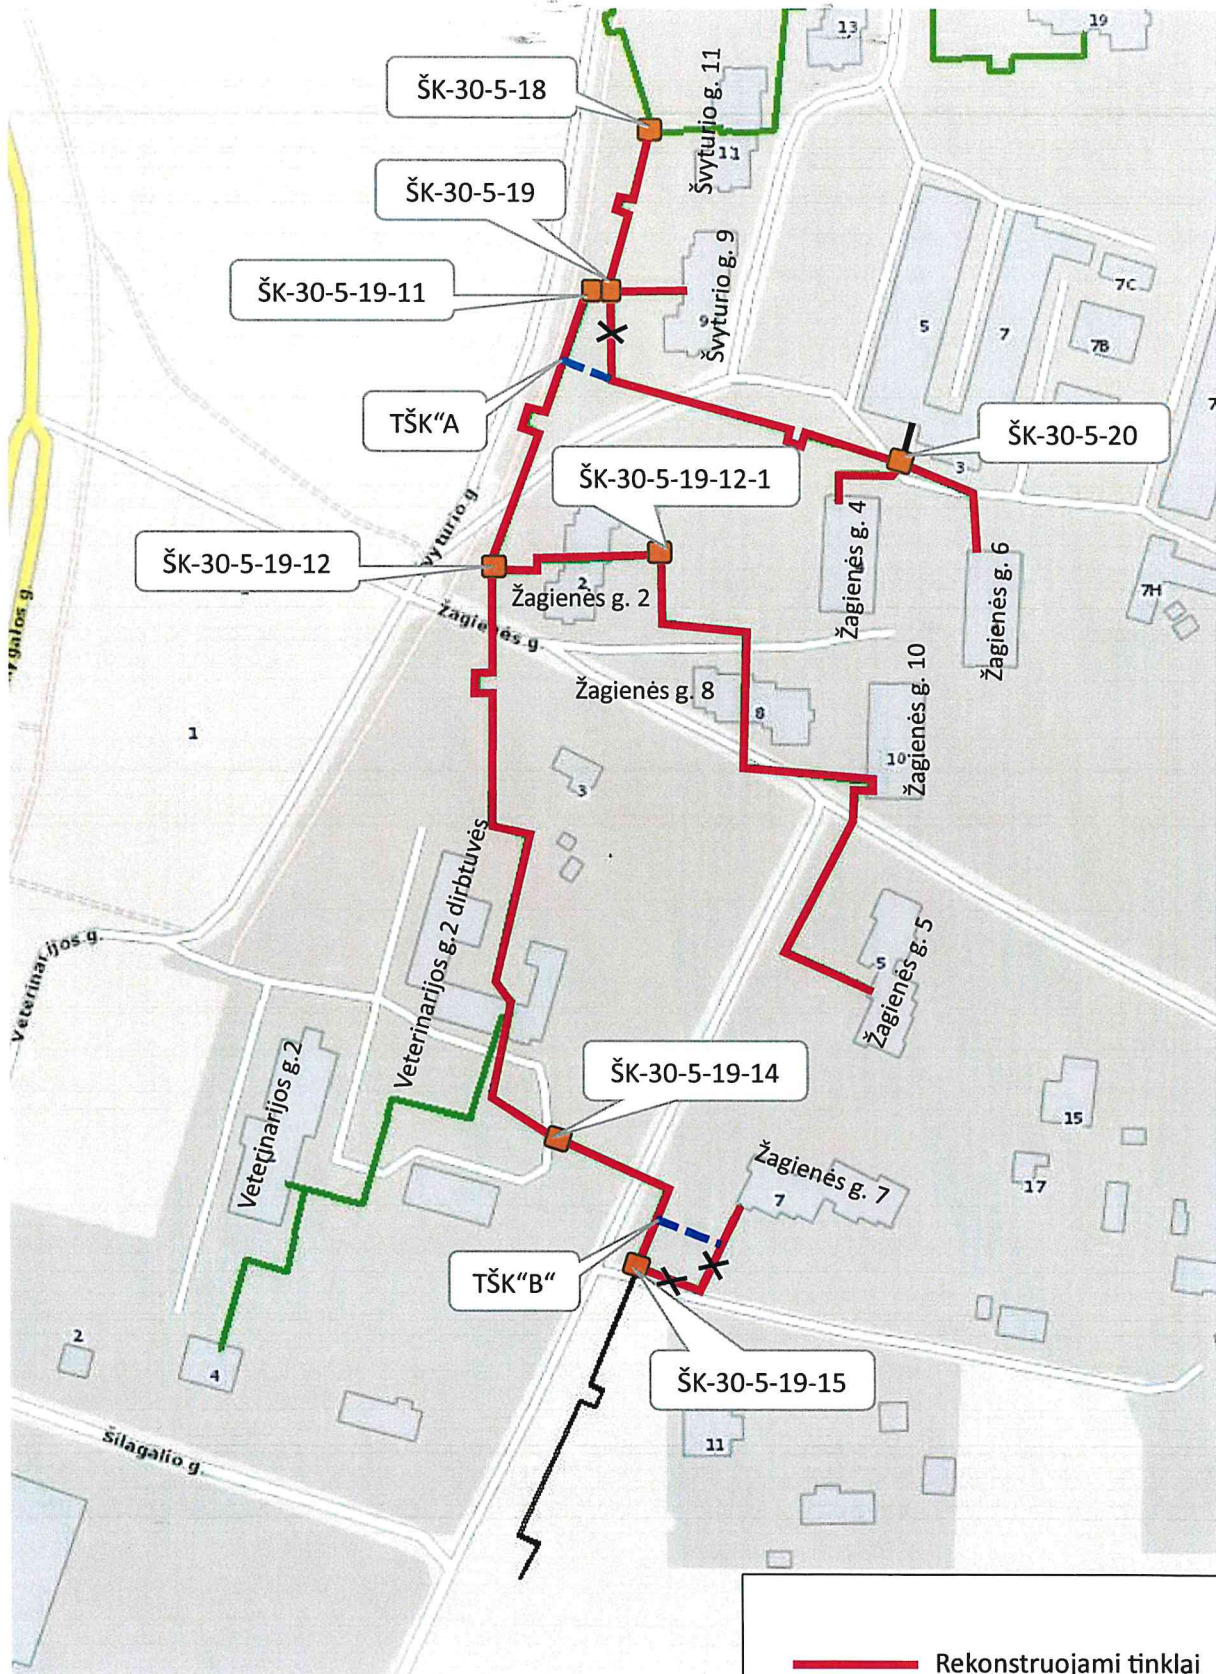 13
19
ŠK-30-5-18
Švyturio g. 11
11
ŠK-30-5-19
Švyturio g. 9
9
ŠK-30-5-19-11
5
7
7C
7B
7
TŠK“A
ŠK-30-5-20
3
ŠK-30-5-19-12-1
Švyturio g.
ŠK-30-5-19-12
2
Žagienės g. 2
Žagienės g. 4
Žagienės g. 6
7H
Žagienės g.
Žagienės g. 8
8
Žagienės g. 10
10
1
3
Veterinarijos g.2 dirbtuvės
Veterinarijos g.
5
Žagienės g. 5
Veterinarijos g.2
ŠK-30-5-19-14
15
17
Žagienės g. 7
7
TŠK“B“
2
4
ŠK-30-5-19-15
11
Šilagalio g.
Rekonstruojami tinklai